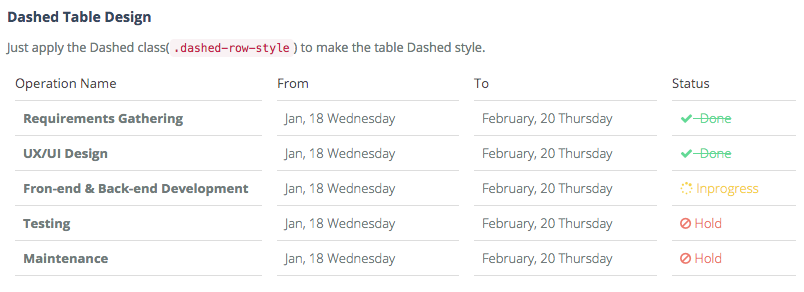 Dashed Table Design
Just apply the Dashed class( .dashed-row-style ) to make the table Dashed style.
Operation Name From To Status
Requirements Gathering Jan, 18 Wednesday February, 20 Thursday Done
UX/UI Design Jan, 18 Wednesday February, 20 Thursday Done
Fron-end & Back-end Development Jan, 18 Wednesday February, 20 Thursday Inprogress
Testing Jan, 18 Wednesday February, 20 Thursday Hold
Maintenance Jan, 18 Wednesday February, 20 Thursday Hold